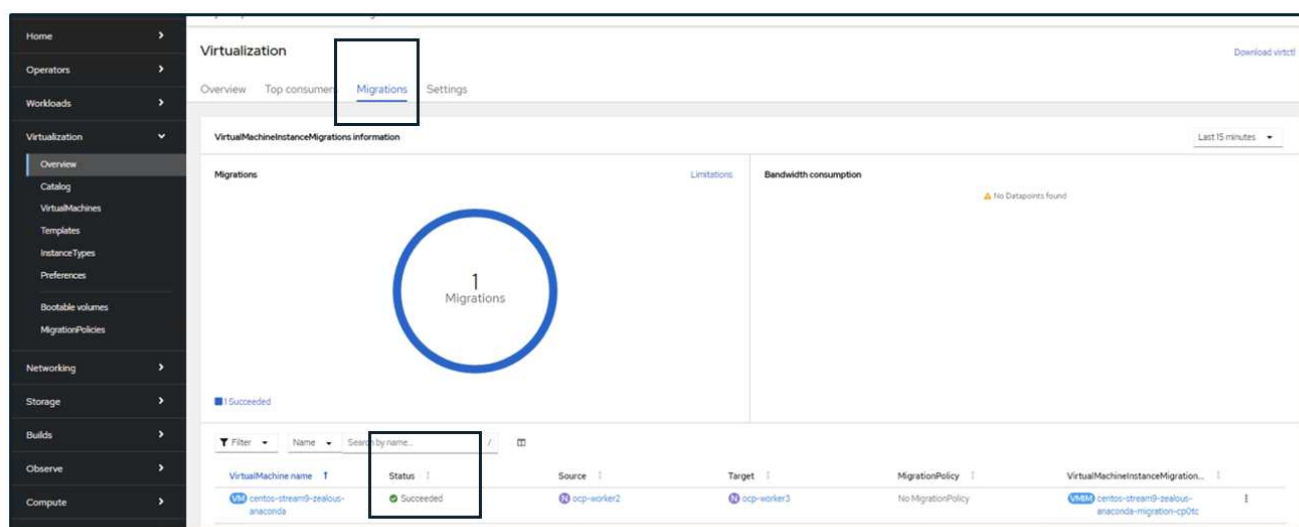 Home
Operators
Workloads
Virtualization
Overview
Catalog
VirtualMachines
Templates
InstanceTypes
Preferences
Bootable volumes
MigrationPolicies
Networking
Storage
Builds
Observe
Compute
Virtualization
Download virtctl
Overview Top consumers Migrations Settings
VirtualMachineInstanceMigrations information
Last 15 minutes
Migrations
Limitations
1
Migrations
1 Succeeded
Bandwidth consumption
No Datapoints found
Filter Name Search by name... /
VirtualMachine name Status Source Target MigrationPolicy VirtualMachineInstanceMigration...
VM centos-stream9-zealous-
anaconda
Succeeded
N ocp-worker2
N ocp-worker3
No MigrationPolicy
VMIM centos-stream9-zealous-
anaconda-migration-cp0tc